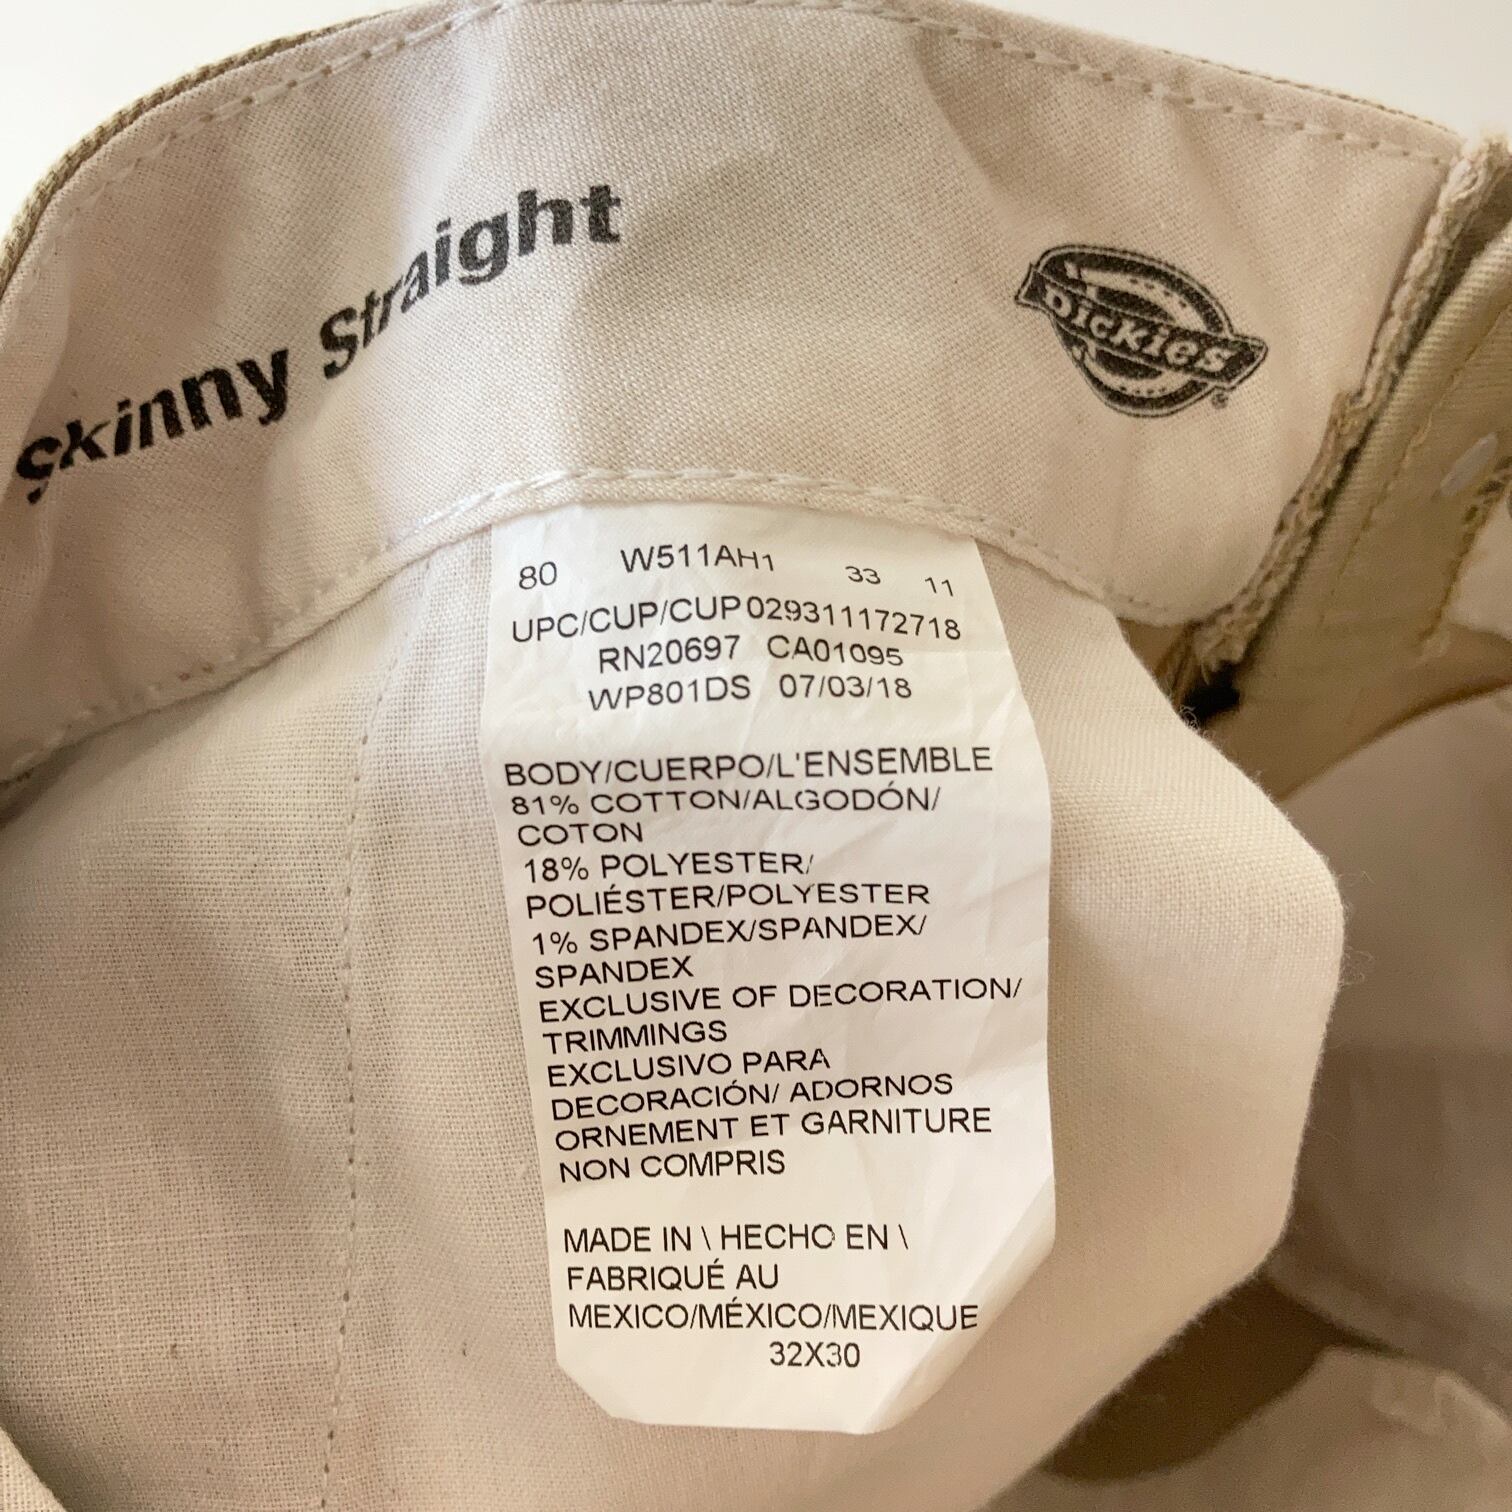 Skinny Straight
Dickies
®
80 W511AH1 33 11
UPC/CUP/CUP029311172718
RN20697 CA01095
WP801DS 07/03/18
BODY/CUERPO/L'ENSEMBLE
81% COTTON/ALGODÓN/
COTON
18% POLYESTER/
POLIÉSTER/POLYESTER
1% SPANDEX/SPANDEX/
SPANDEX
EXCLUSIVE OF DECORATION/
TRIMMINGS
EXCLUSIVO PARA
DECORACIÓN/ ADORNOS
ORNEMENT ET GARNITURE
NON COMPRIS
MADE IN \ HECHO EN \
FABRIQUÉ AU
MEXICO/MÉXICO/MEXIQUE
32X30